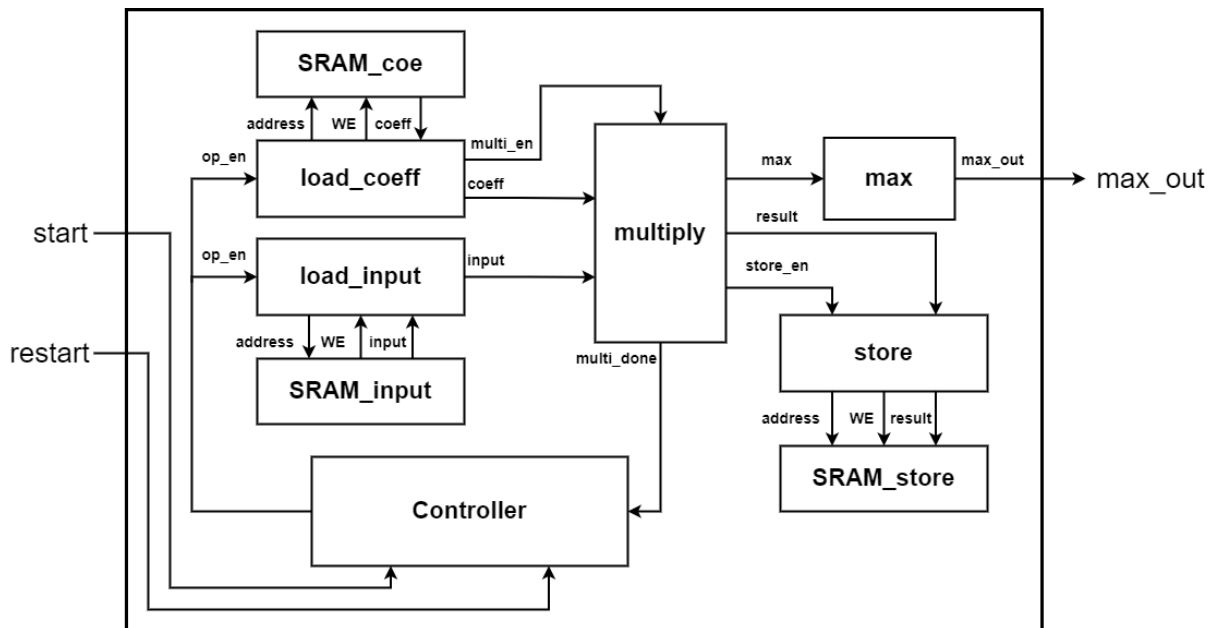 SRAM_coe
address
WE
coeff
multi_en
op_en
load_coeff
coeff
max
max
max_out
max_out
start
multiply
result
op_en
load_input
input
store_en
address
WE
input
multi_done
restart
store
SRAM_input
address
WE
result
SRAM_store
Controller